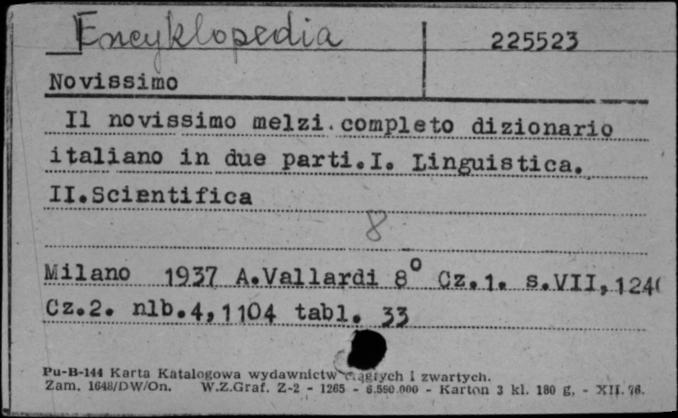 Encyklopedia
225523
Novissimo
Il novissimo melzi.completo dizionario
italiano in due parti.I. Linguistica.
II.Scientifica
8
Milano 1937 A.Vallardi 8° Cz.1. s.VII,124
Cz.2. nlb.4,1104 tabl. 33
Pu-B-144 Karta Katalogowa wydawnictw ciągłych i zwartych.
Zam. 1648/DW/On. W.Z.Graf. Z-2 - 1265 - 6.550.000 - Karton 3 kl. 180 g. - XII. 76.